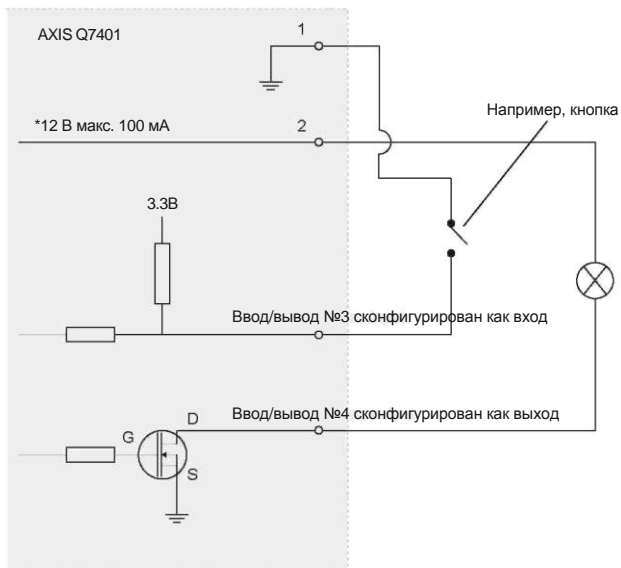 AXIS Q7401
1
*12 В макс. 100 мА
2
Например, кнопка
3.3В
Ввод/вывод №3 сконфигурирован как вход
Ввод/вывод №4 сконфигурирован как выход
D
G
S